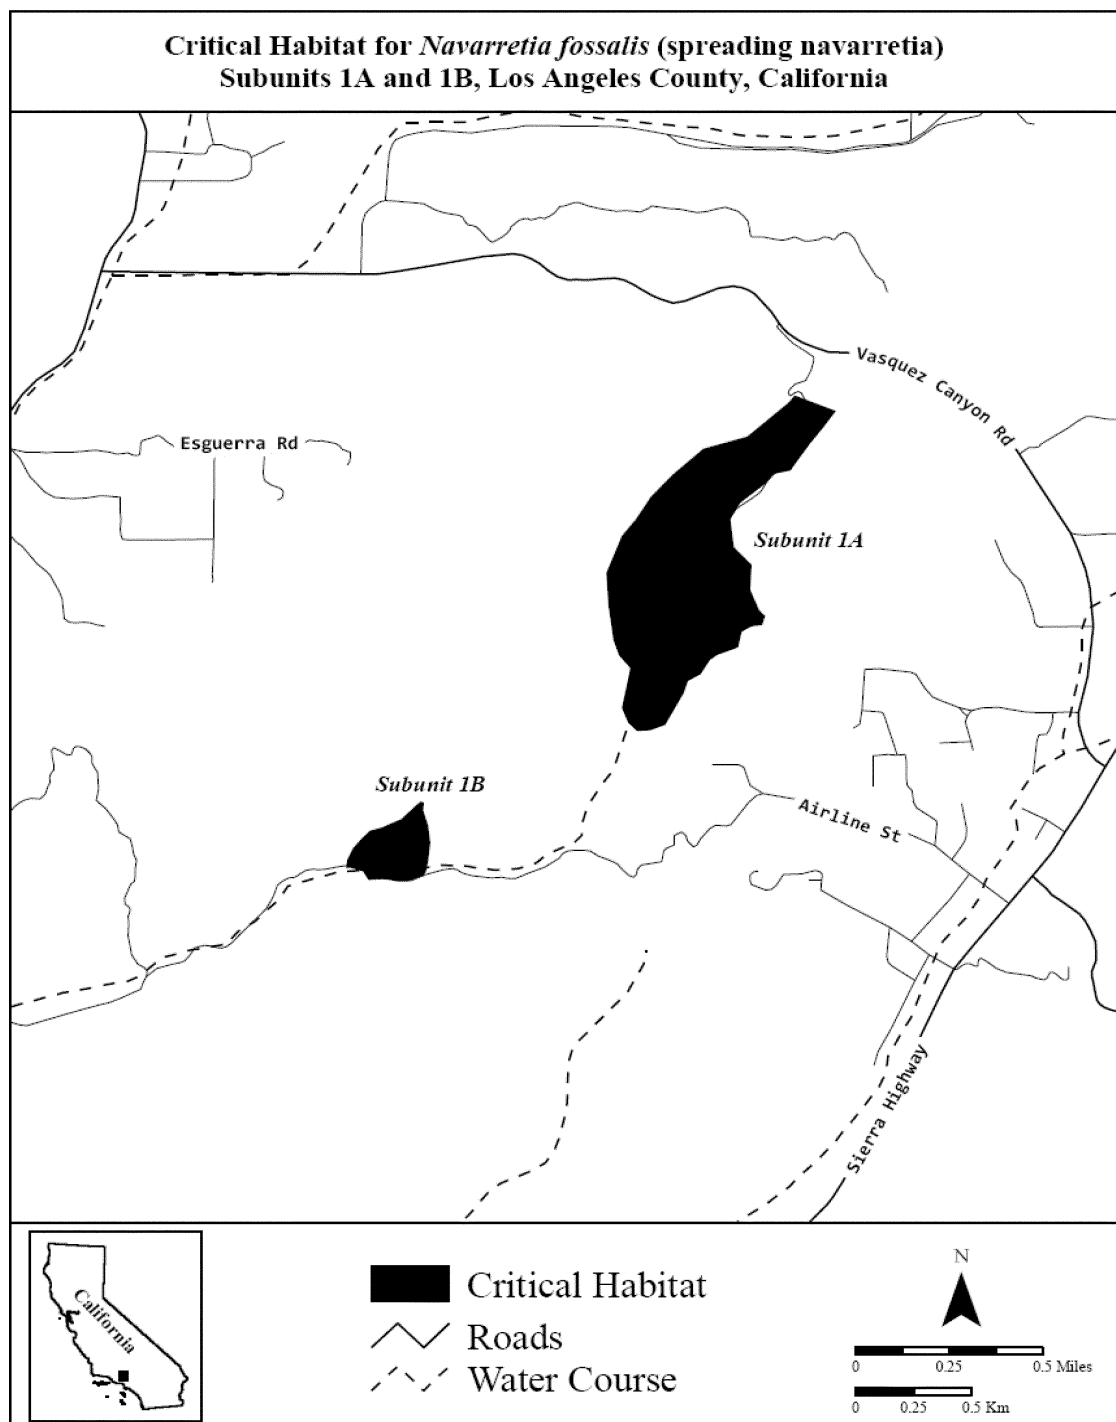 Critical Habitat for Navarretia fossalis (spreading navarretia)
Subunits 1A and 1B, Los Angeles County, California
Vasquez Canyon Rd
Esguerra Rd
Subunit 1A
Subunit 1B
Airline St
Sierra Highway
California
Critical Habitat
Roads
Water Course
N
0 0.25 0.5 Miles
0 0.25 0.5 Km